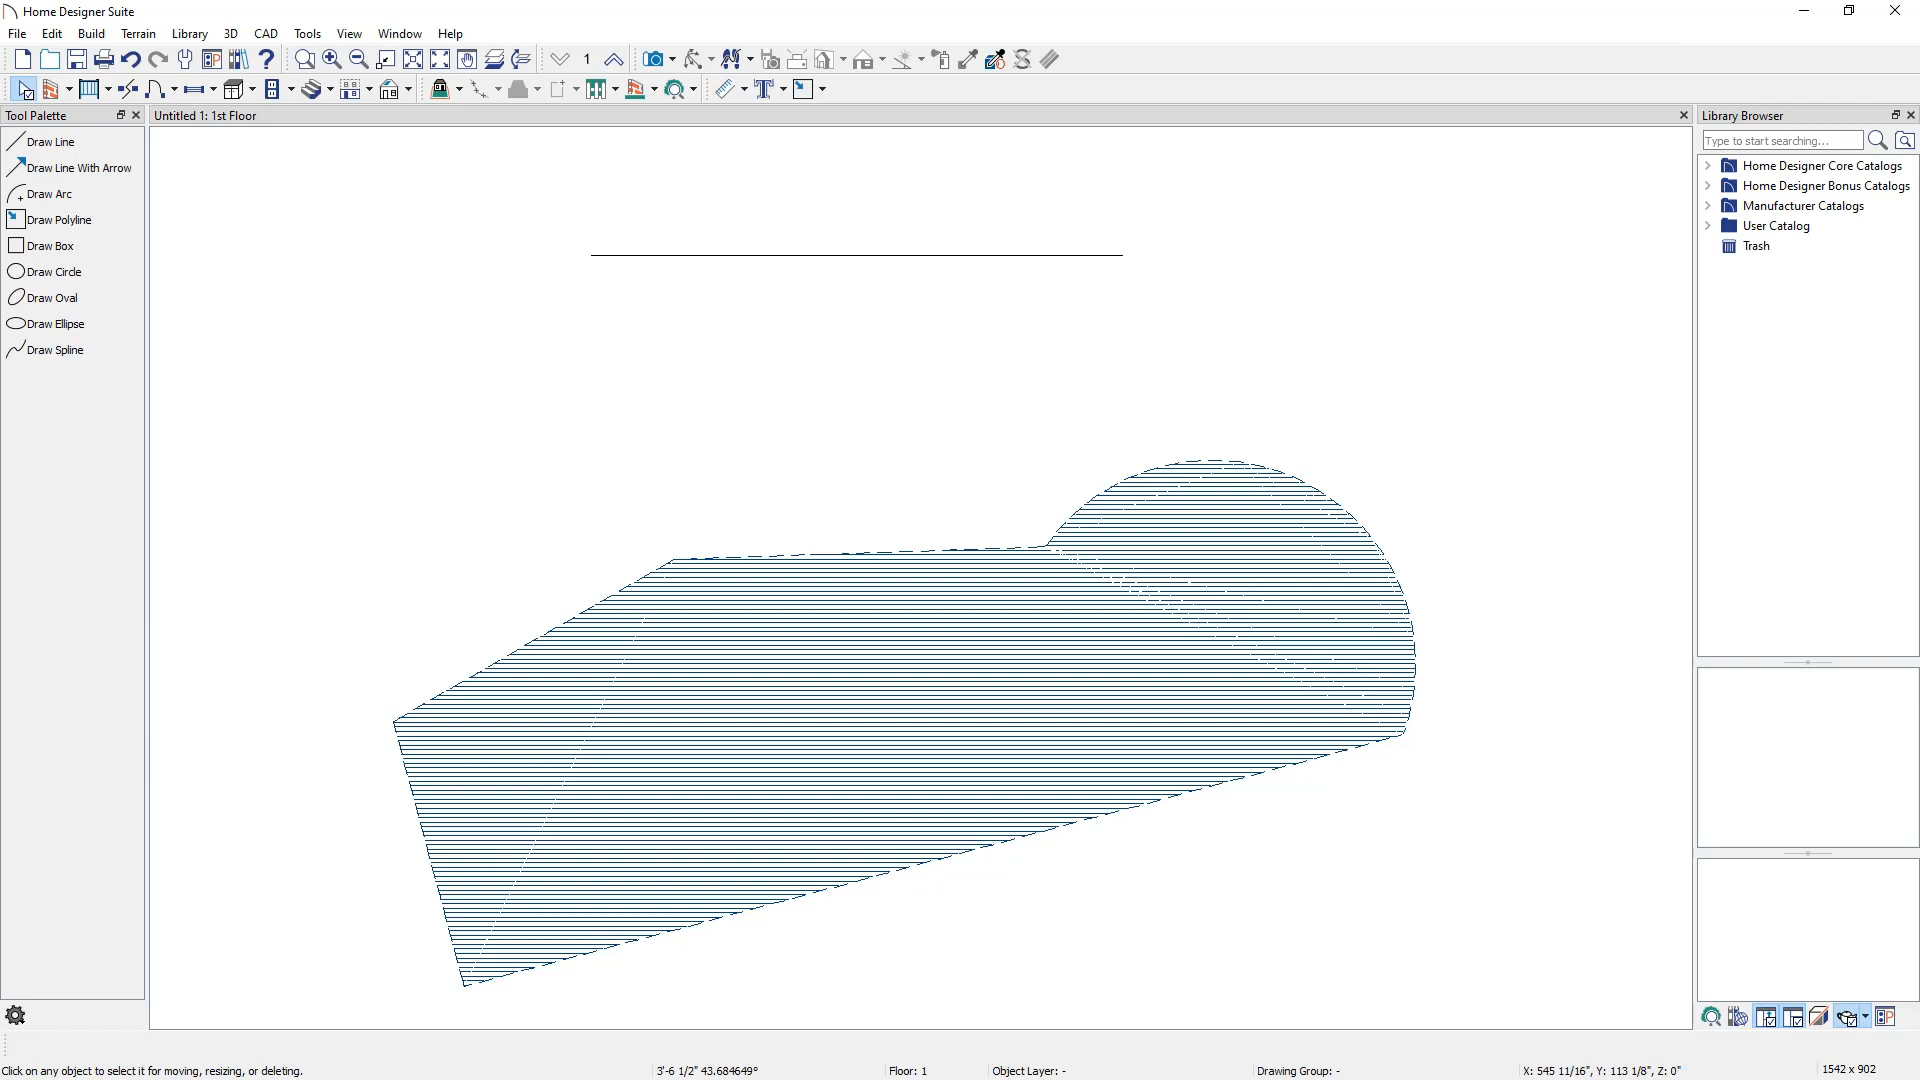 Home Designer Suite
File Edit Build Terrain Library 3D CAD Tools View Window Help
1
Tool Palette
Untitled 1: 1st Floor
Library Browser
Draw Line
Draw Line With Arrow
Draw Arc
Draw Polyline
Draw Box
Draw Circle
Draw Oval
Draw Ellipse
Draw Spline
Type to start searching...
Home Designer Core Catalogs
Home Designer Bonus Catalogs
Manufacturer Catalogs
User Catalog
Trash
Click on any object to select it for moving, resizing, or deleting.
3'-6 1/2" 43.684649°
Floor: 1
Object Layer: -
Drawing Group: -
X: 545 11/16", Y: 113 1/8", Z: 0"
1542 x 902